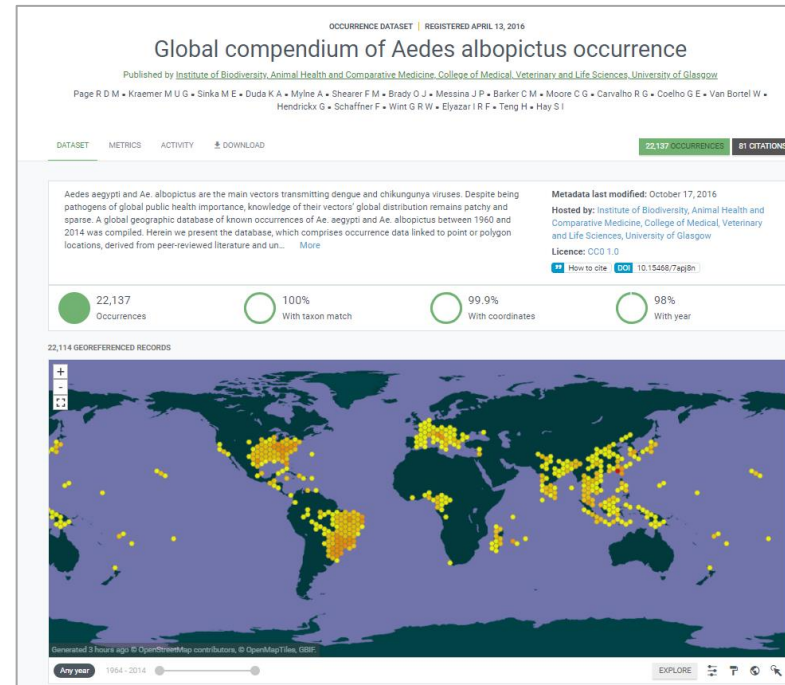 OCCURRENCE DATASET | REGISTERED APRIL 13, 2016
Global compendium of Aedes albopictus occurrence
Published by Institute of Biodiversity, Animal Health and Comparative Medicine, College of Medical, Veterinary and Life Sciences, University of Glasgow
Page R D M • Kraemer M U G • Sinka M E • Duda K A • Mylne A • Shearer F M • Brady O J • Messina J P • Barker C M • Moore C G • Carvalho R G • Coelho G E • Van Bortel W •
Hendrickx G • Schaffner F • Wint G R W • Elyazar I R F • Teng H • Hay S I
DATASET METRICS ACTIVITY DOWNLOAD 22,137 OCCURRENCES 81 CITATIONS
Aedes aegypti and Ae. albopictus are the main vectors transmitting dengue and chikungunya viruses. Despite being
pathogens of global public health importance, knowledge of their vectors' global distribution remains patchy and
sparse. A global geographic database of known occurrences of Ae. aegypti and Ae. albopictus between 1960 and
2014 was compiled. Herein we present the database, which comprises occurrence data linked to point or polygon
locations, derived from peer-reviewed literature and un... More
Metadata last modified: October 17, 2016
Hosted by: Institute of Biodiversity, Animal Health and
Comparative Medicine, College of Medical, Veterinary
and Life Sciences, University of Glasgow
Licence: CC0 1.0
How to cite DOI 10.15468/7apj8n
22,137 100% 99.9% 98%
Occurrences With taxon match With coordinates With year
22,114 GEOREFERENCED RECORDS
+
-
Generated 3 hours ago © OpenStreetMap contributors, © OpenMapTiles, GBIF.
Any year 1964 - 2014 EXPLORE